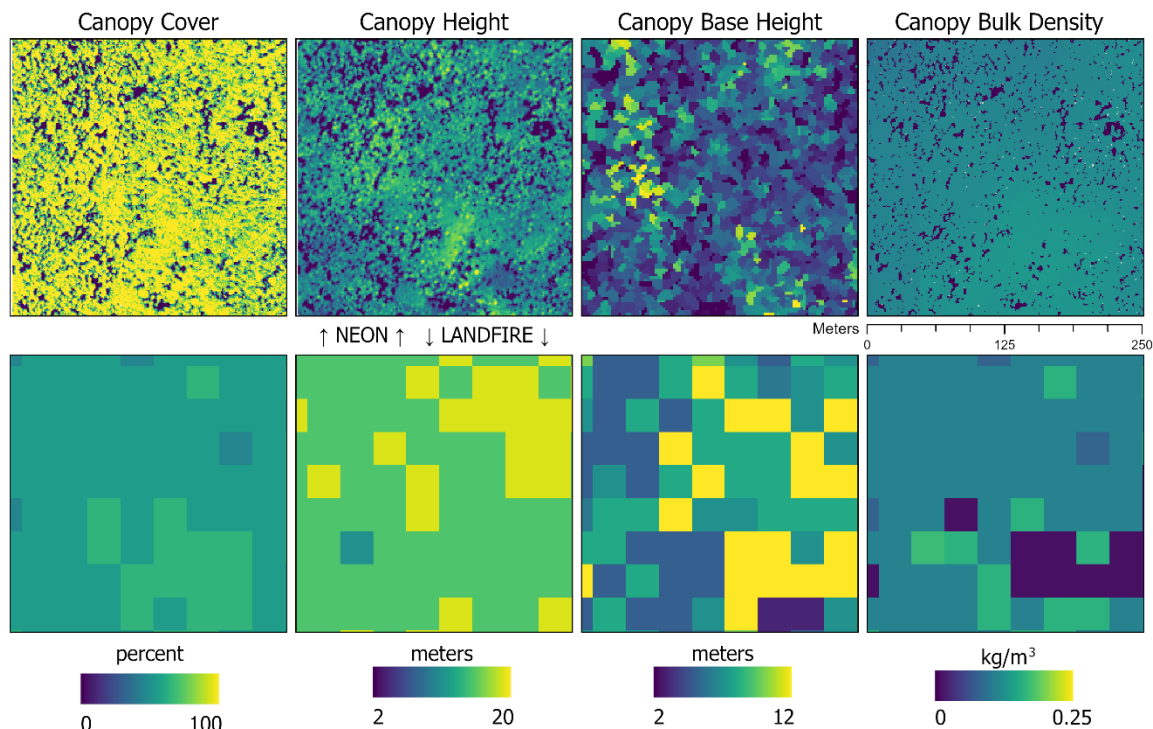 Canopy Cover
Canopy Height
Canopy Base Height
Canopy Bulk Density
↑ NEON ↑ ↓ LANDFIRE ↓
Meters
0 125 250
percent
0 100
meters
2 20
meters
2 12
kg/m³
0 0.25